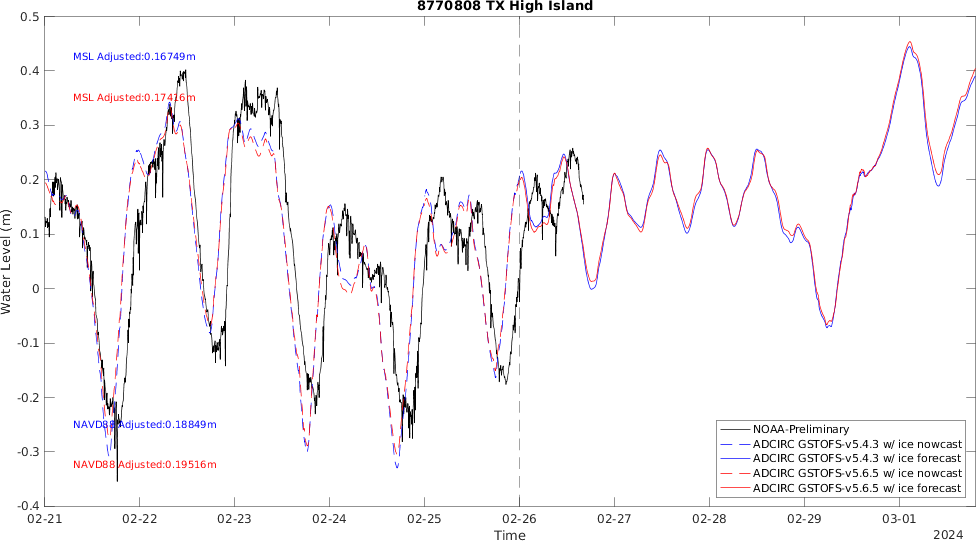 8770808 TX High Island
MSL Adjusted:0.16749m
MSL Adjusted:0.17416m
NAVD88 Adjusted:0.18849m
NAVD88 Adjusted:0.19516m
Water Level (m)
0.5
0.4
0.3
0.2
0.1
0
-0.1
-0.2
-0.3
-0.4
NOAA-Preliminary
ADCIRC GSTOFS-v5.4.3 w/ ice nowcast
ADCIRC GSTOFS-v5.4.3 w/ ice forecast
ADCIRC GSTOFS-v5.6.5 w/ ice nowcast
ADCIRC GSTOFS-v5.6.5 w/ ice forecast
02-21 02-22 02-23 02-24 02-25 02-26 02-27 02-28 02-29 03-01
Time
2024